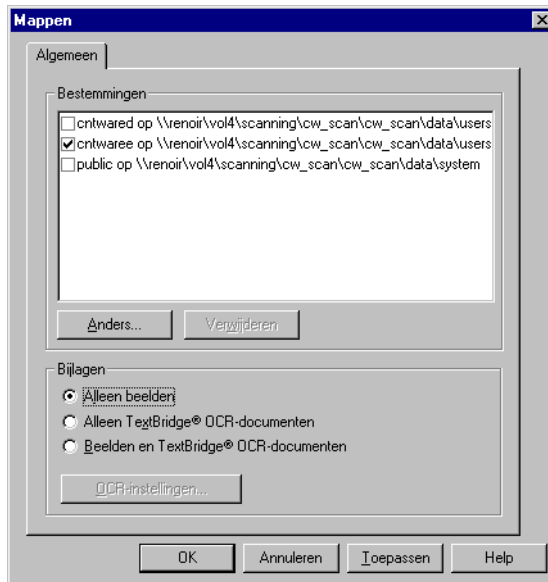 Mappen
Algemeen
Bestemmingen
cntwared op \\renoir\vol4\scanning\cw_scan\cw_scan\data\users
cntwaree op \\renoir\vol4\scanning\cw_scan\cw_scan\data\users
public op \\renoir\vol4\scanning\cw_scan\cw_scan\data\system
Anders... Verwijderen
Bijlagen
Alleen beelden
Alleen TextBridge® OCR-documenten
Beelden en TextBridge® OCR-documenten
OCR-instellingen...
OK Annuleren Toepassen Help